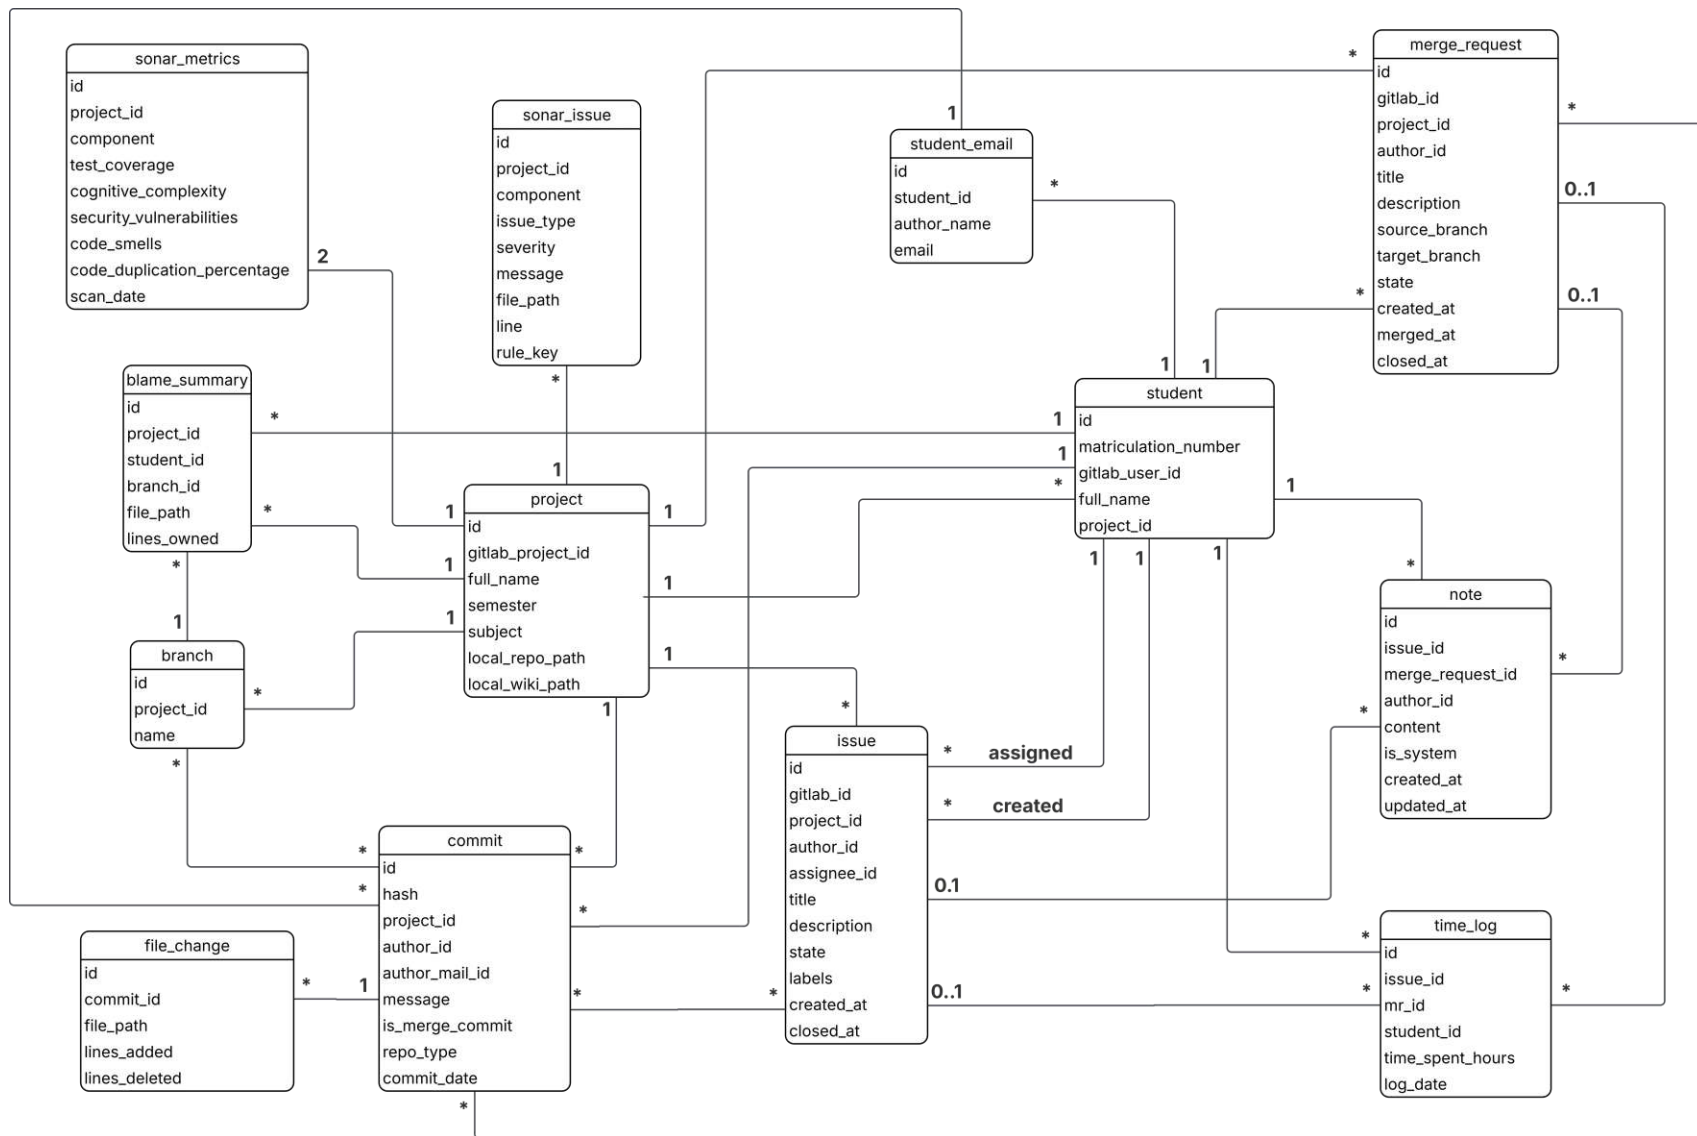 sonar_metrics
id
project_id
component
test_coverage
cognitive_complexity
security_vulnerabilities
code_smells
code_duplication_percentage
scan_date
2
sonar_issue
id
project_id
component
issue_type
severity
message
file_path
line
rule_key
*
1
1
student_email
id
student_id
author_name
email
*
1
merge_request
id
gitlab_id
project_id
author_id
title
description
source_branch
target_branch
state
created_at
merged_at
closed_at
*
*
0..1
0..1
*
1
blame_summary
id
project_id
student_id
branch_id
file_path
lines_owned
*
*
*
1
project
id
gitlab_project_id
full_name
semester
subject
local_repo_path
local_wiki_path
1
1
1
1
1
1
1
student
id
matriculation_number
gitlab_user_id
full_name
project_id
1
1
*
1
1
1
1
note
id
issue_id
merge_request_id
author_id
content
is_system
created_at
updated_at
*
*
*
branch
id
project_id
name
*
*
issue
id
gitlab_id
project_id
author_id
assignee_id
title
description
state
labels
created_at
closed_at
*
* assigned
* created
0.1
0..1
*
commit
id
hash
project_id
author_id
author_mail_id
message
is_merge_commit
repo_type
commit_date
*
*
1
*
*
*
*
file_change
id
commit_id
file_path
lines_added
lines_deleted
*
time_log
id
issue_id
mr_id
student_id
time_spent_hours
log_date
*
*
*